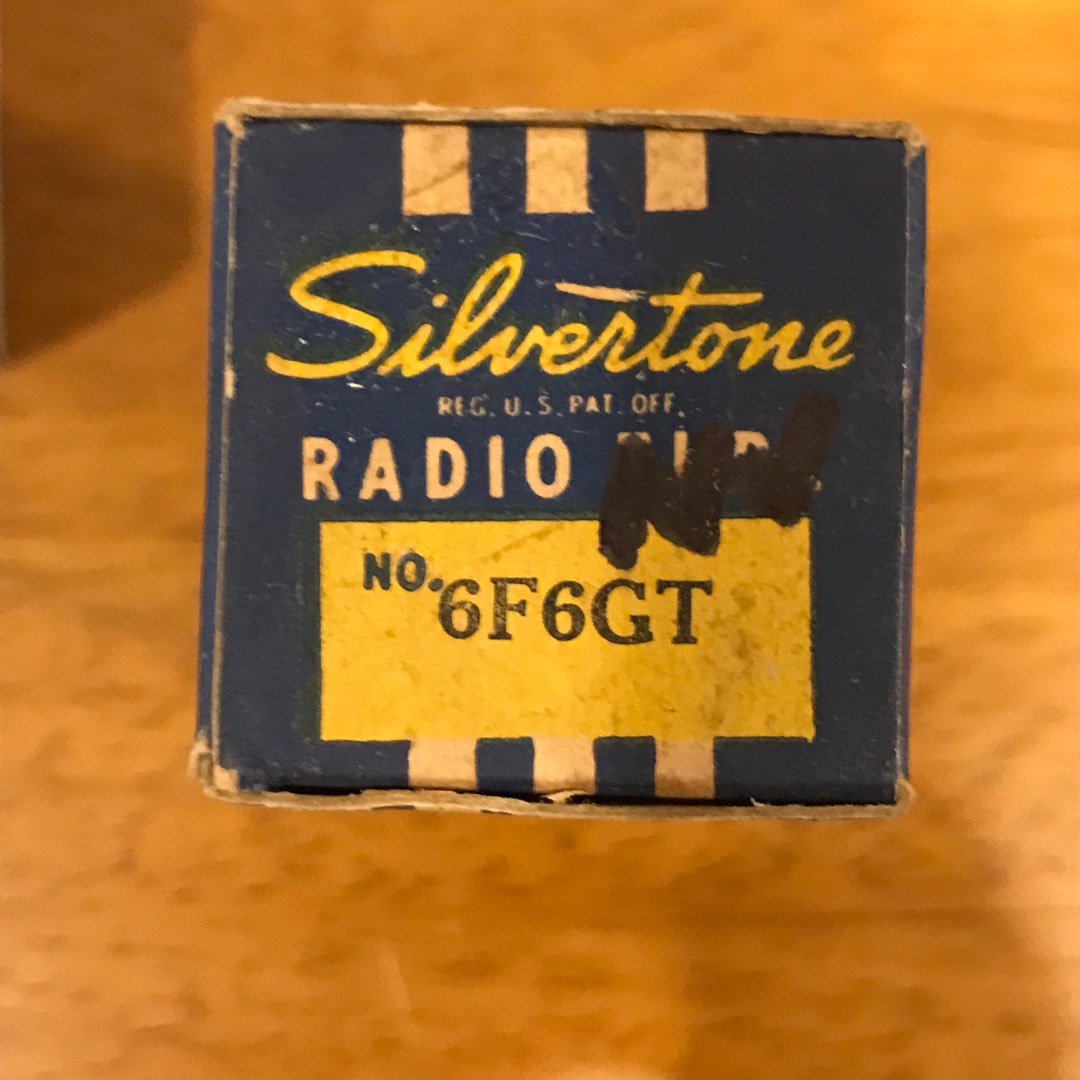 Silvertone
REG. U.S. PAT. OFF.
RADIO
NO. 6F6GT